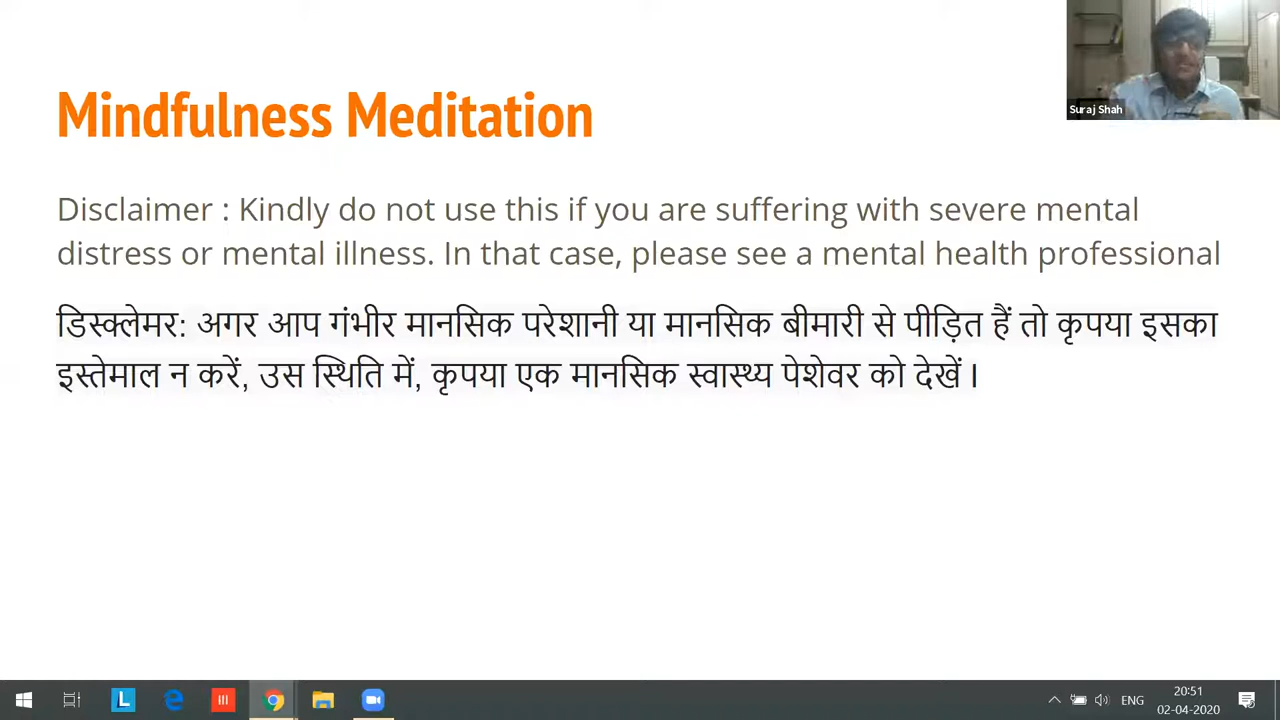 Suraj Shah
Mindfulness Meditation
Disclaimer : Kindly do not use this if you are suffering with severe mental
distress or mental illness. In that case, please see a mental health professional
डिस्क्लेमर: अगर आप गंभीर मानसिक परेशानी या मानसिक बीमारी से पीड़ित हैं तो कृपया इसका
इस्तेमाल न करें, उस स्थिति में, कृपया एक मानसिक स्वास्थ्य पेशेवर को देखें।
L
ENG
20:51
02-04-2020